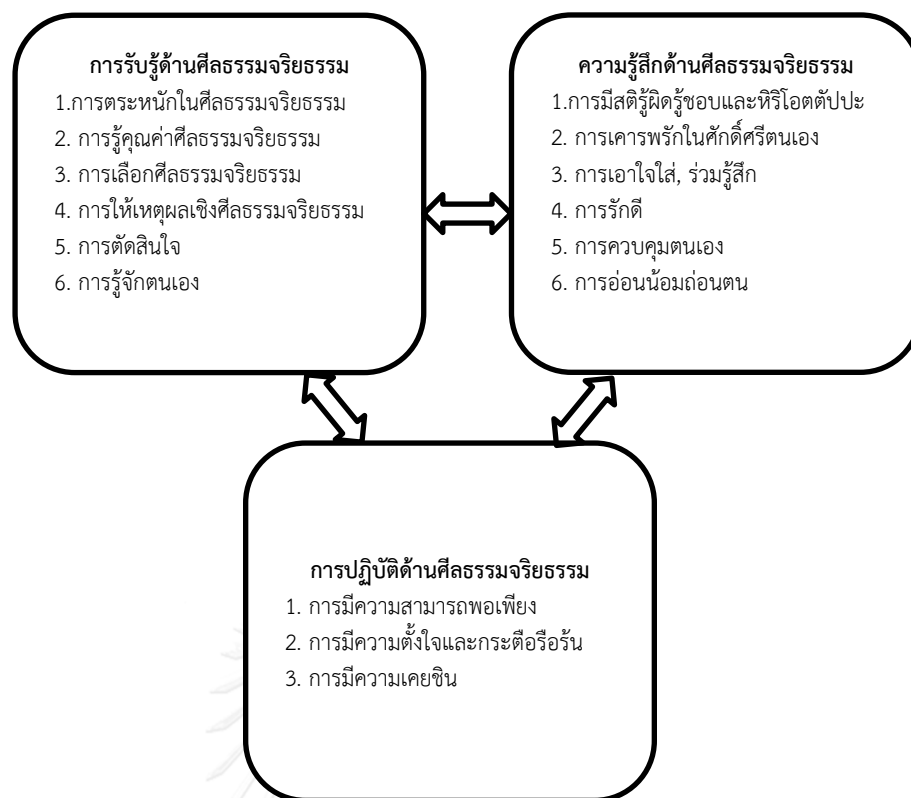 การรับรู้ด้านศีลธรรมจริยธรรม
1.การตระหนักในศีลธรรมจริยธรรม
2. การรู้คุณค่าศีลธรรมจริยธรรม
3. การเลือกศีลธรรมจริยธรรม
4. การให้เหตุผลเชิงศีลธรรมจริยธรรม
5. การตัดสินใจ
6. การรู้จักตนเอง
ความรู้สึกด้านศีลธรรมจริยธรรม
1.การมีสติรู้ผิดรู้ชอบและหิริโอตตัปปะ
2. การเคารพรักในศักดิ์ศรีตนเอง
3. การเอาใจใส่, ร่วมรู้สึก
4. การรักดี
5. การควบคุมตนเอง
6. การอ่อนน้อมถ่อมตน
การปฏิบัติด้านศีลธรรมจริยธรรม
1. การมีความสามารถพอเพียง
2. การมีความตั้งใจและกระตือรือร้น
3. การมีความเคยชิน